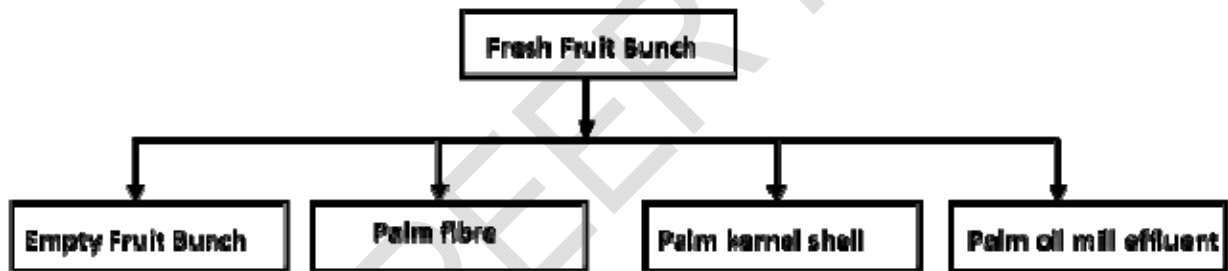 Fresh Fruit Bunch
Empty Fruit Bunch
Palm fibre
Palm kernel shell
Palm oil mill effluent